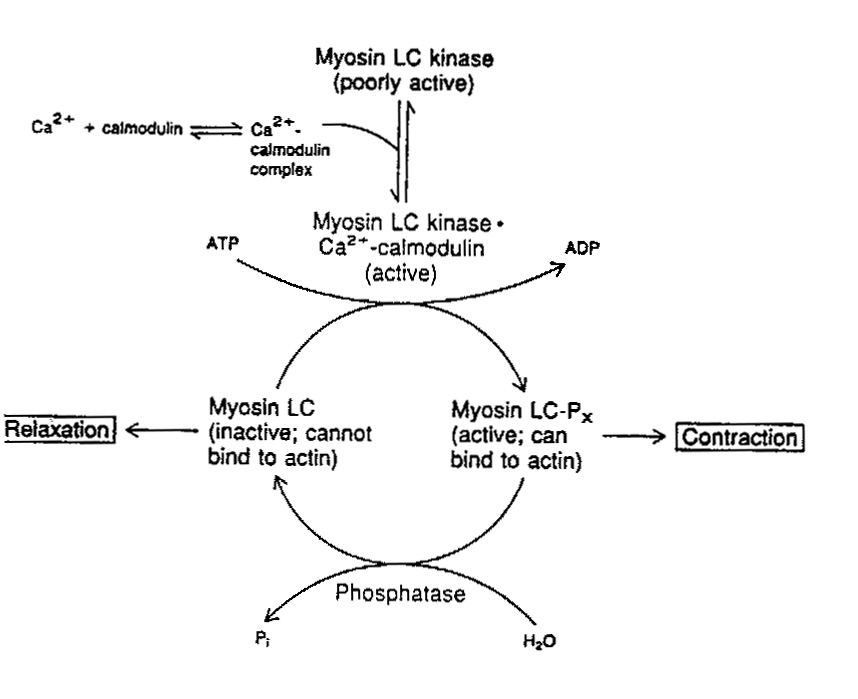 Myosin LC kinase
(poorly active)
Ca²⁺ + calmodulin
Ca²⁺-
calmodulin
complex
Myosin LC kinase •
Ca²⁺-calmodulin
(active)
ATP
ADP
Relaxation
Myosin LC
(inactive; cannot
bind to actin)
Myosin LC-Pₓ
(active; can
bind to actin)
Contraction
Phosphatase
Pᵢ
H₂O